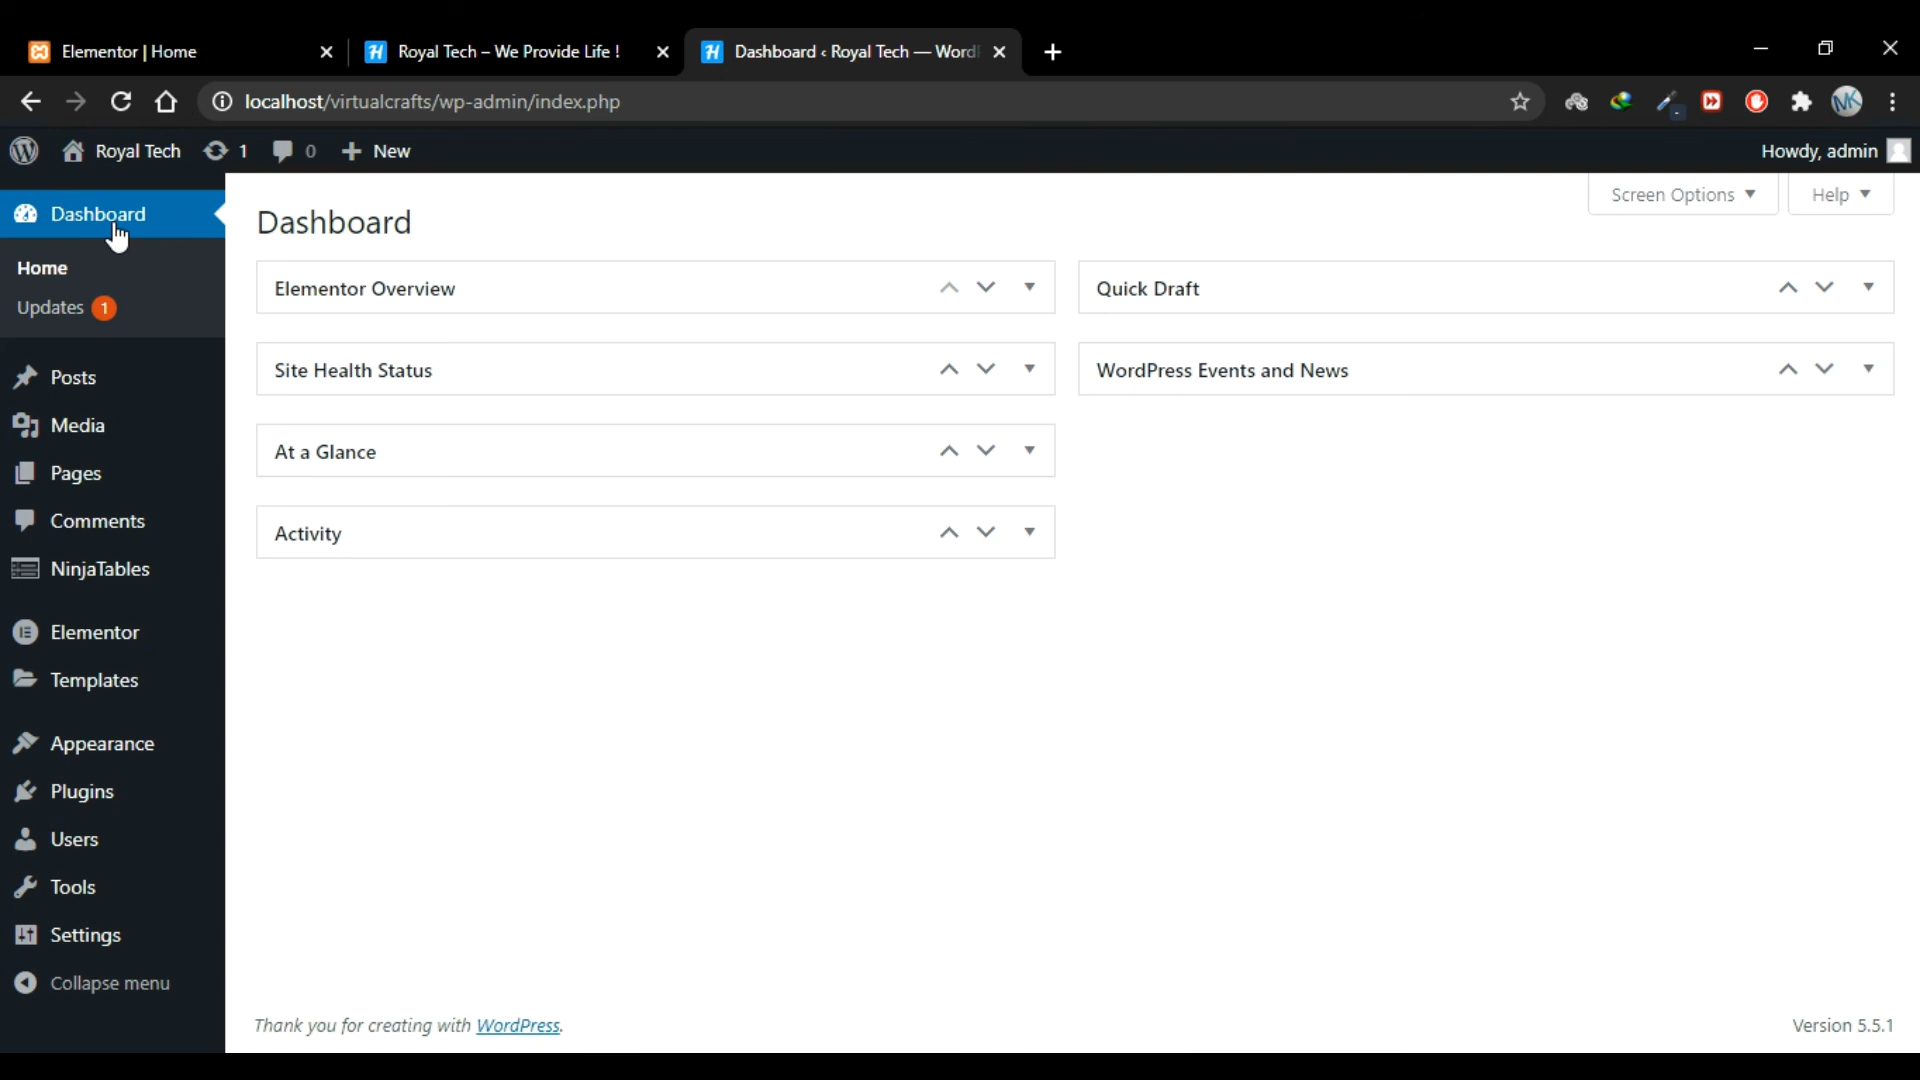 Elementor | Home
Royal Tech – We Provide Life !
Dashboard ‹ Royal Tech — Word
localhost/virtualcrafts/wp-admin/index.php
Royal Tech 1 0 New
Howdy, admin
Dashboard
Home
Updates 1
Posts
Media
Pages
Comments
NinjaTables
Elementor
Templates
Appearance
Plugins
Users
Tools
Settings
Collapse menu
Screen Options
Help
Dashboard
Elementor Overview
Site Health Status
At a Glance
Activity
Quick Draft
WordPress Events and News
Thank you for creating with WordPress.
Version 5.5.1